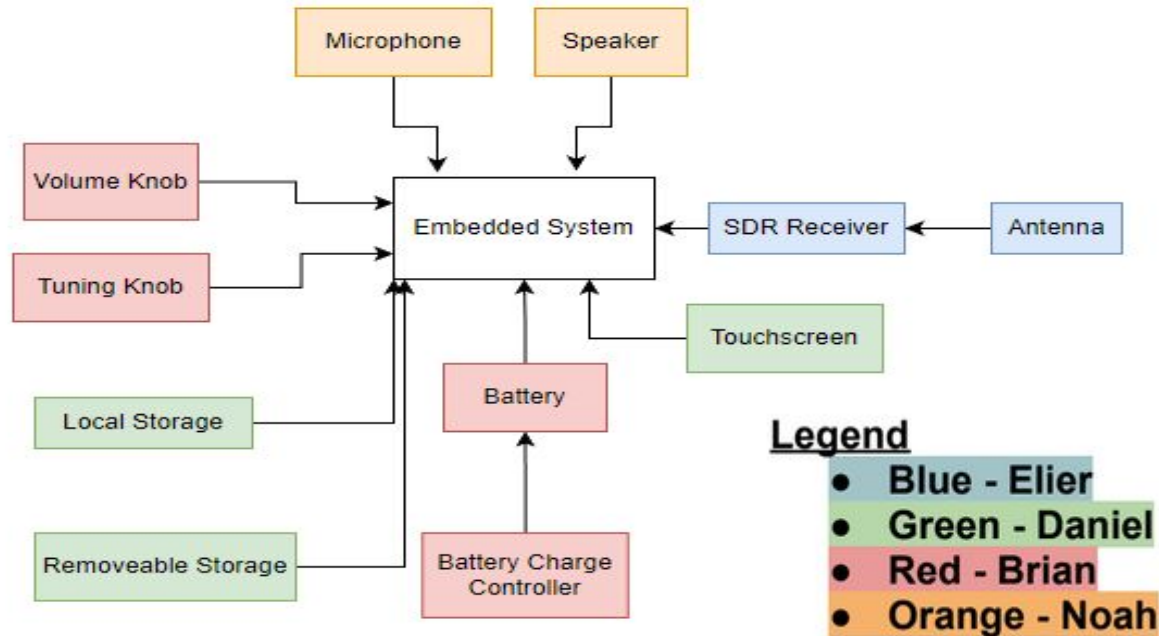 Microphone
Speaker
Volume Knob
Embedded System
SDR Receiver
Antenna
Tuning Knob
Touchscreen
Local Storage
Battery
Removeable Storage
Battery Charge
Controller
Legend
● Blue - Elier
● Green - Daniel
● Red - Brian
● Orange - Noah